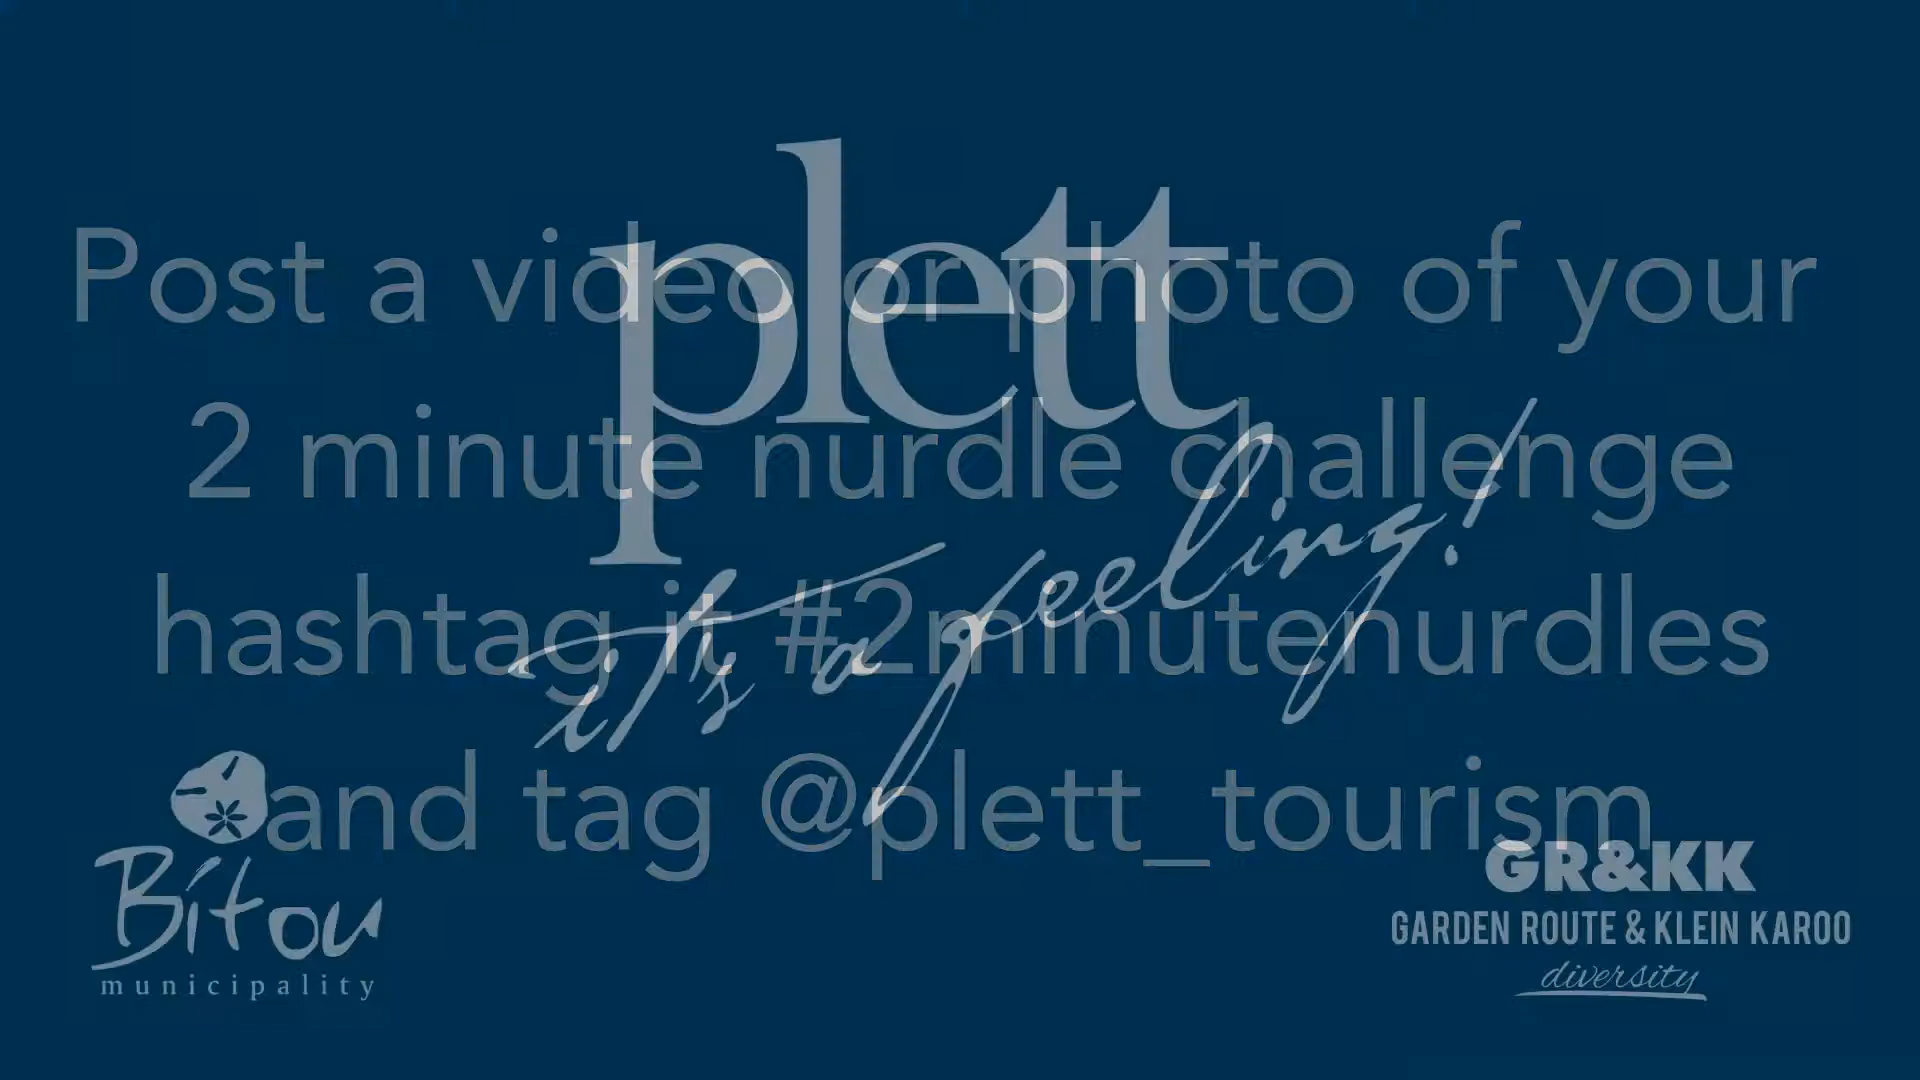 plett
it's a feeling!
Post a video or photo of your
2 minute nurdle challenge
hashtag it #2minutenurdles
and tag @plett_tourism
Bitou
municipality
GR&KK
GARDEN ROUTE & KLEIN KAROO
diversity